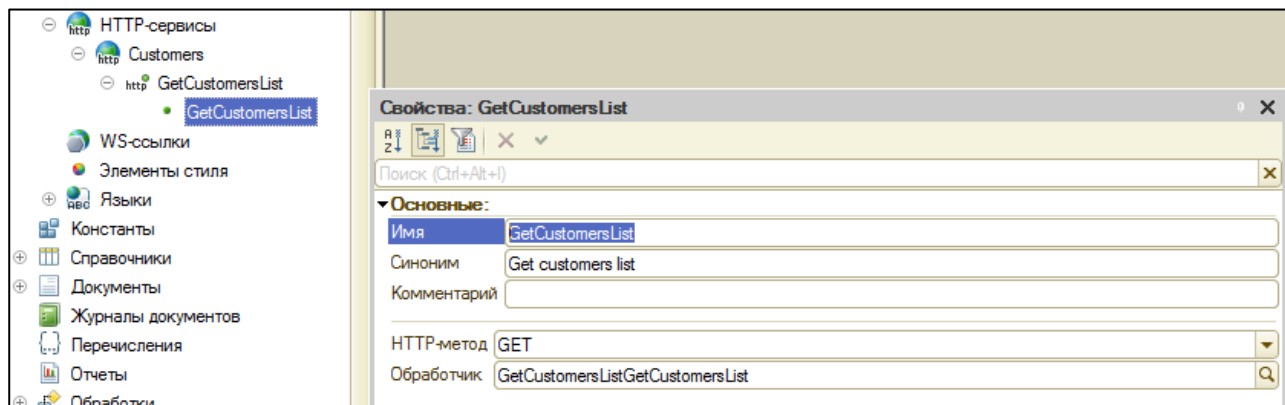 HTTP-сервисы
Customers
GetCustomersList
GetCustomersList
WS-ссылки
Элементы стиля
Языки
Константы
Справочники
Документы
Журналы документов
Перечисления
Отчеты
Обработки
Свойства: GetCustomersList
Поиск (Ctrl+Alt+I)
Основные:
Имя GetCustomersList
Синоним Get customers list
Комментарий
HTTP-метод GET
Обработчик GetCustomersListGetCustomersList